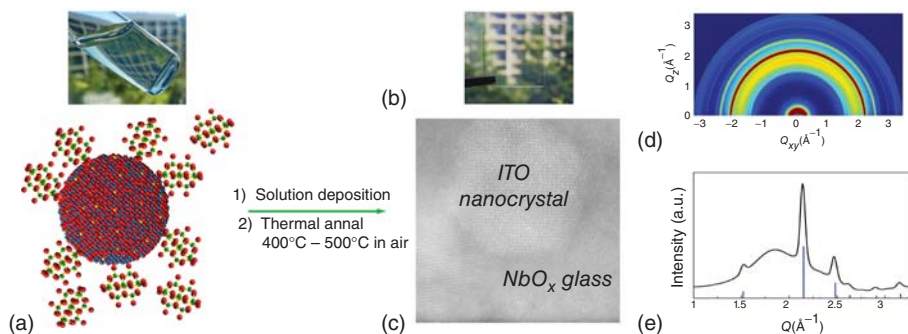 (a)
1) Solution deposition
2) Thermal annal
400°C – 500°C in air
(b)
ITO
nanocrystal
NbOx glass
(c)
3
2
1
0
Qz(Å−1)
−3 −2 −1 0 1 2 3
Qxy(Å−1)
(d)
Intensity (a.u.)
1 1.5 2 2.5 3
Q(Å−1)
(e)